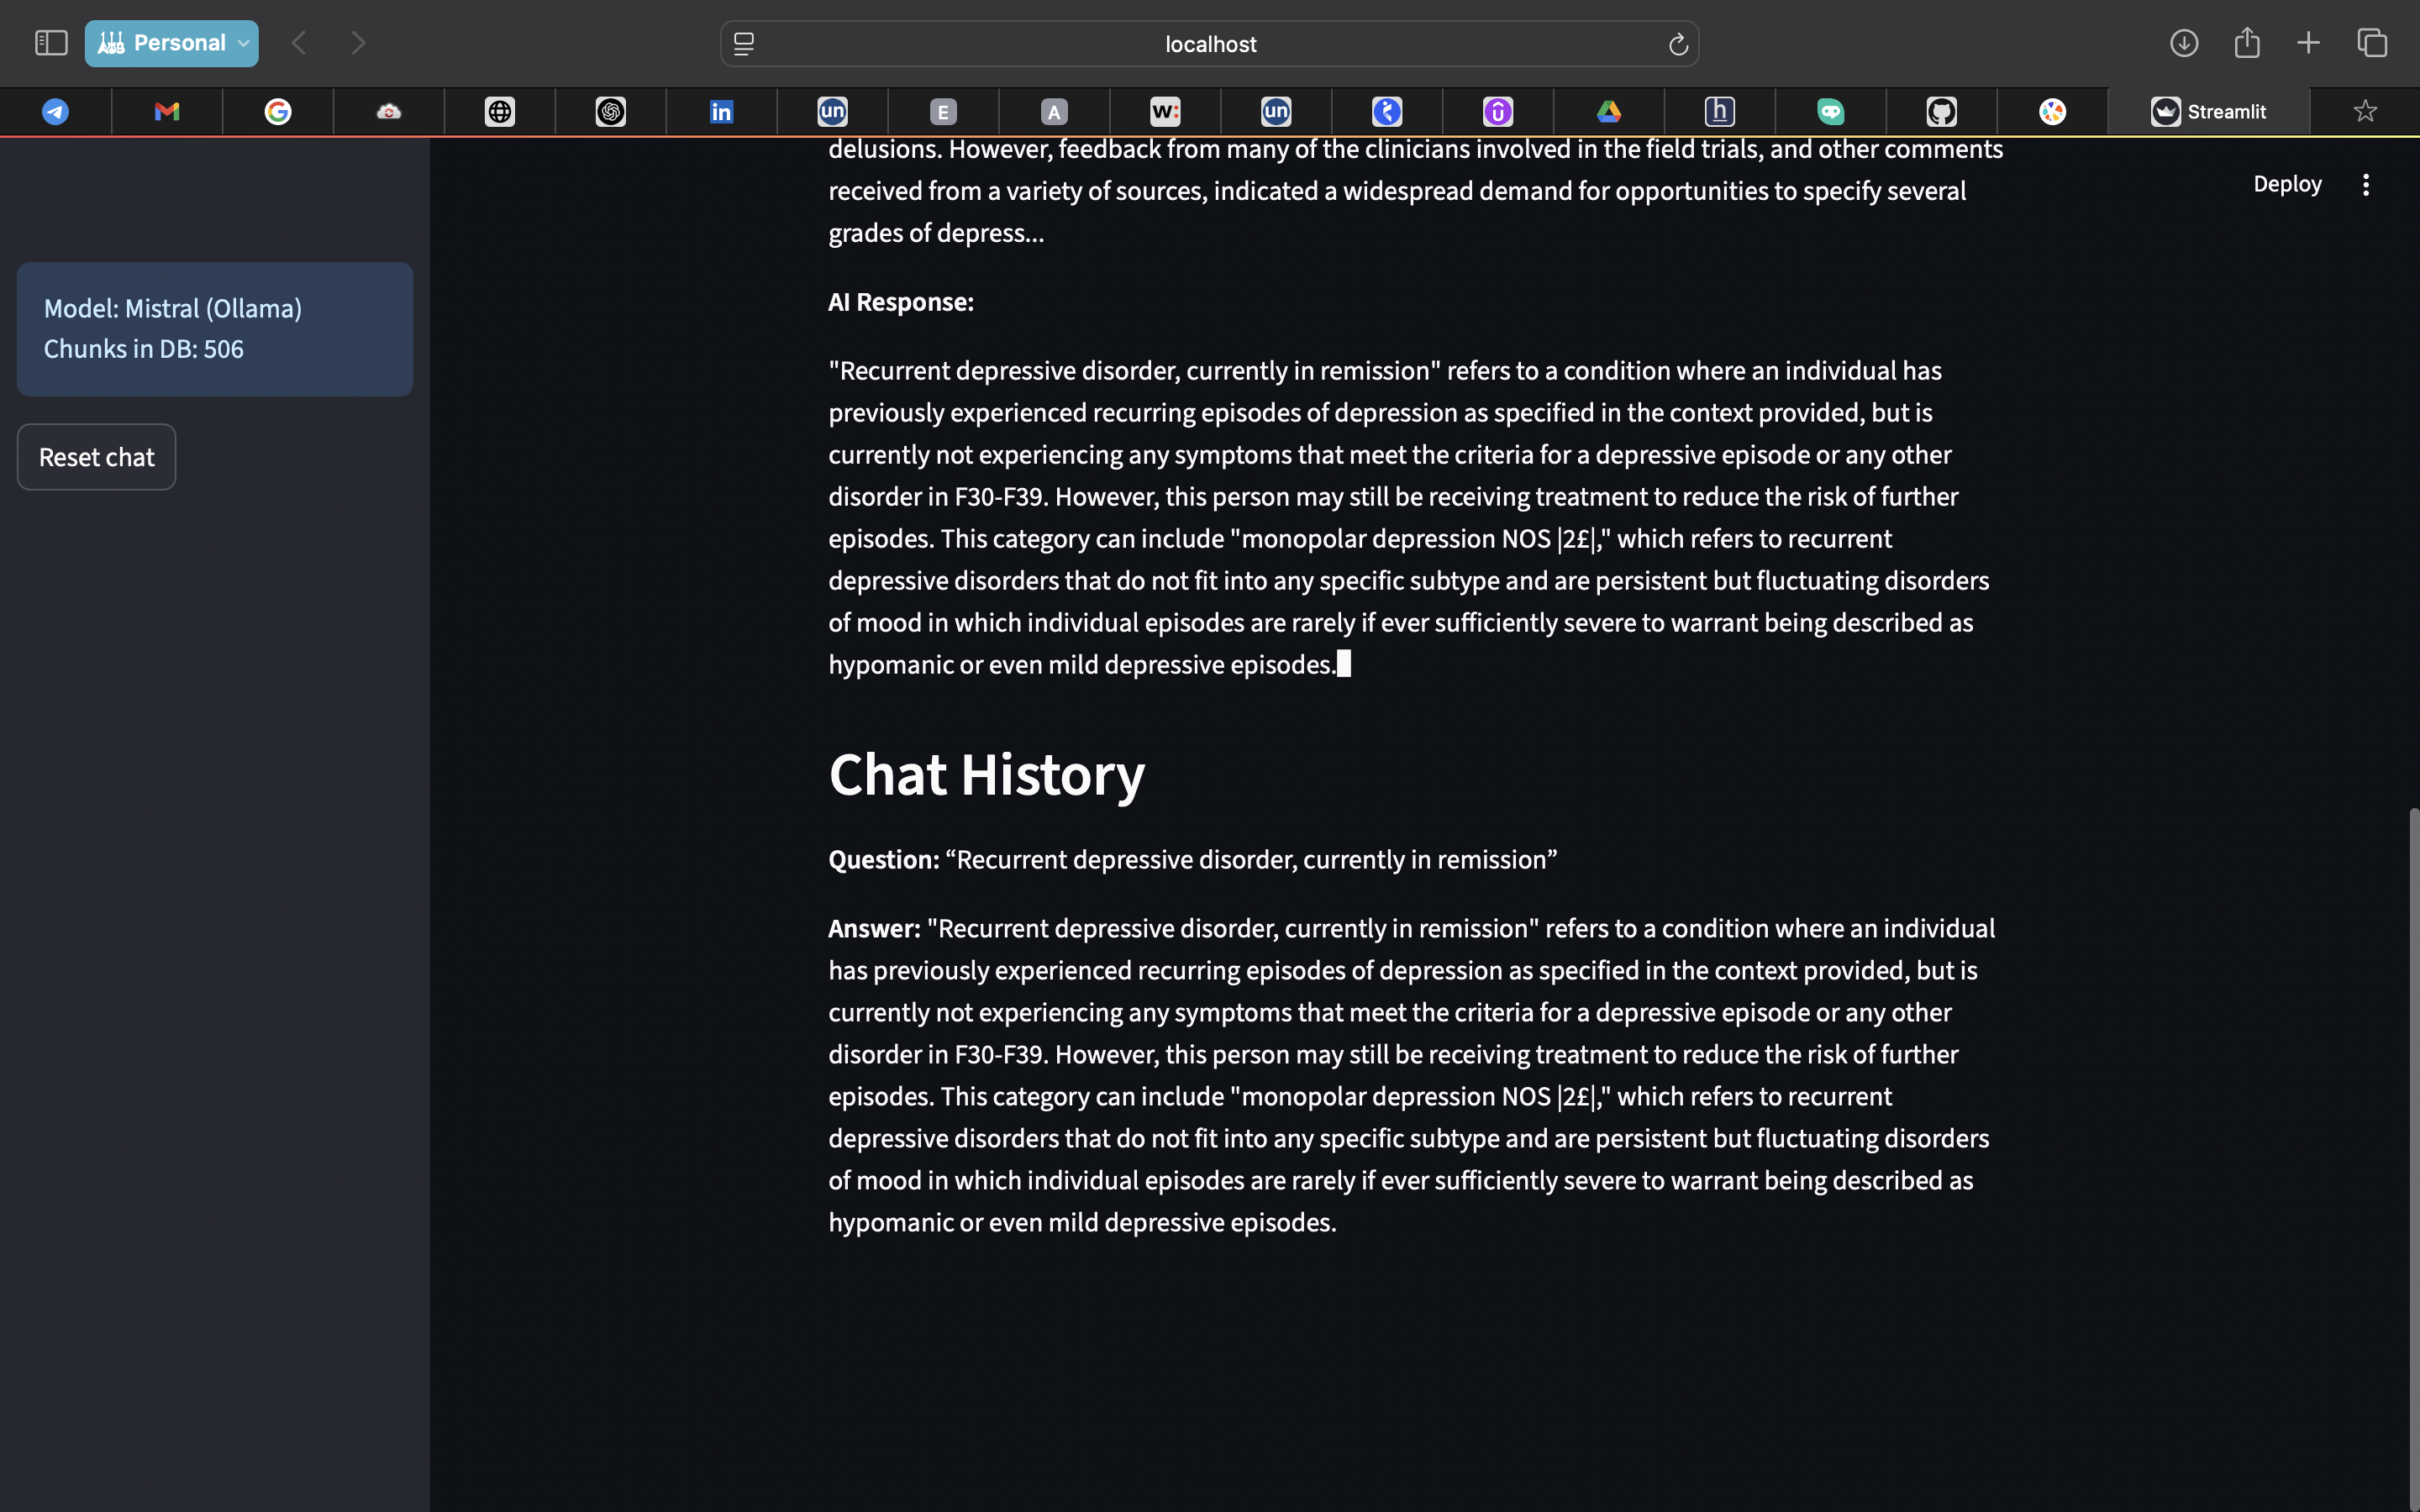 Personal
localhost
un
E
A
w:
un
h
Streamlit
Deploy
Model: Mistral (Ollama)
Chunks in DB: 506
Reset chat
delusions. However, feedback from many of the clinicians involved in the field trials, and other comments
received from a variety of sources, indicated a widespread demand for opportunities to specify several
grades of depress...
AI Response:
"Recurrent depressive disorder, currently in remission" refers to a condition where an individual has
previously experienced recurring episodes of depression as specified in the context provided, but is
currently not experiencing any symptoms that meet the criteria for a depressive episode or any other
disorder in F30-F39. However, this person may still be receiving treatment to reduce the risk of further
episodes. This category can include "monopolar depression NOS |2£|," which refers to recurrent
depressive disorders that do not fit into any specific subtype and are persistent but fluctuating disorders
of mood in which individual episodes are rarely if ever sufficiently severe to warrant being described as
hypomanic or even mild depressive episodes.
Chat History
Question: “Recurrent depressive disorder, currently in remission”
Answer: "Recurrent depressive disorder, currently in remission" refers to a condition where an individual
has previously experienced recurring episodes of depression as specified in the context provided, but is
currently not experiencing any symptoms that meet the criteria for a depressive episode or any other
disorder in F30-F39. However, this person may still be receiving treatment to reduce the risk of further
episodes. This category can include "monopolar depression NOS |2£|," which refers to recurrent
depressive disorders that do not fit into any specific subtype and are persistent but fluctuating disorders
of mood in which individual episodes are rarely if ever sufficiently severe to warrant being described as
hypomanic or even mild depressive episodes.